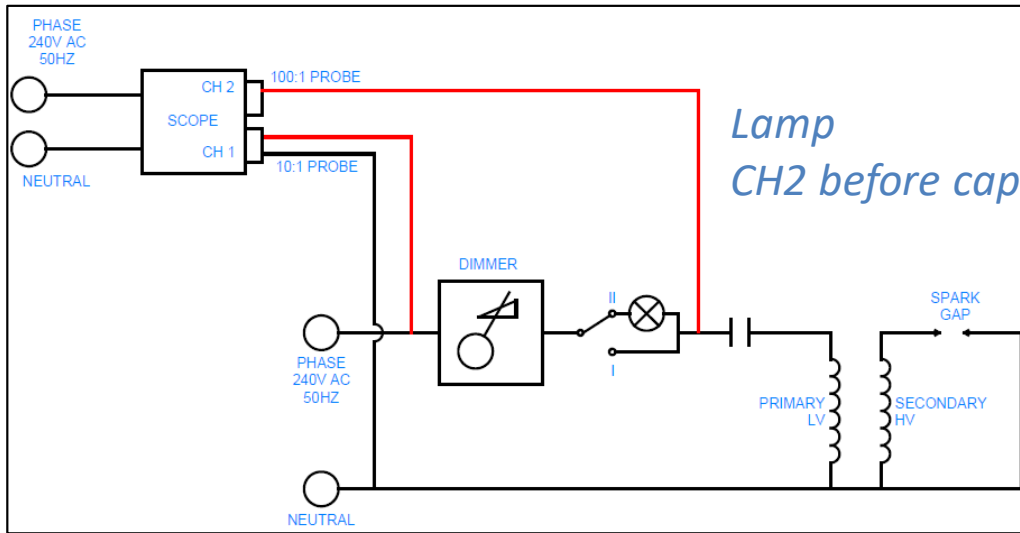 PHASE
240V AC
50HZ
CH 2
100:1 PROBE
SCOPE
CH 1
10:1 PROBE
NEUTRAL
Lamp
CH2 before cap
DIMMER
II
I
SPARK
GAP
PHASE
240V AC
50HZ
PRIMARY
LV
SECONDARY
HV
NEUTRAL